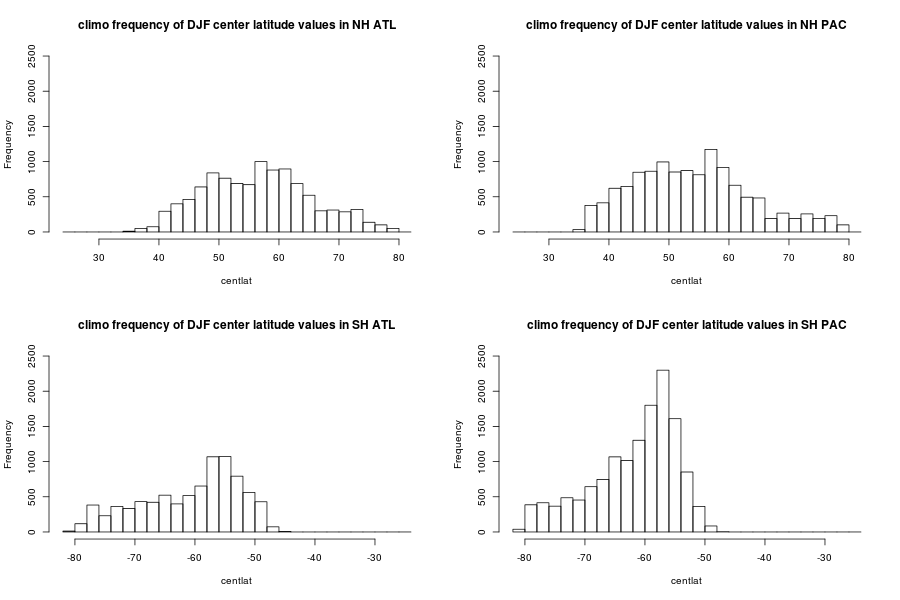 climo frequency of DJF center latitude values in NH ATL
Frequency
2500
2000
1500
1000
500
0
30 40 50 60 70 80
centlat
climo frequency of DJF center latitude values in NH PAC
Frequency
2500
2000
1500
1000
500
0
30 40 50 60 70 80
centlat
climo frequency of DJF center latitude values in SH ATL
Frequency
2500
2000
1500
1000
500
0
-80 -70 -60 -50 -40 -30
centlat
climo frequency of DJF center latitude values in SH PAC
Frequency
2500
2000
1500
1000
500
0
-80 -70 -60 -50 -40 -30
centlat